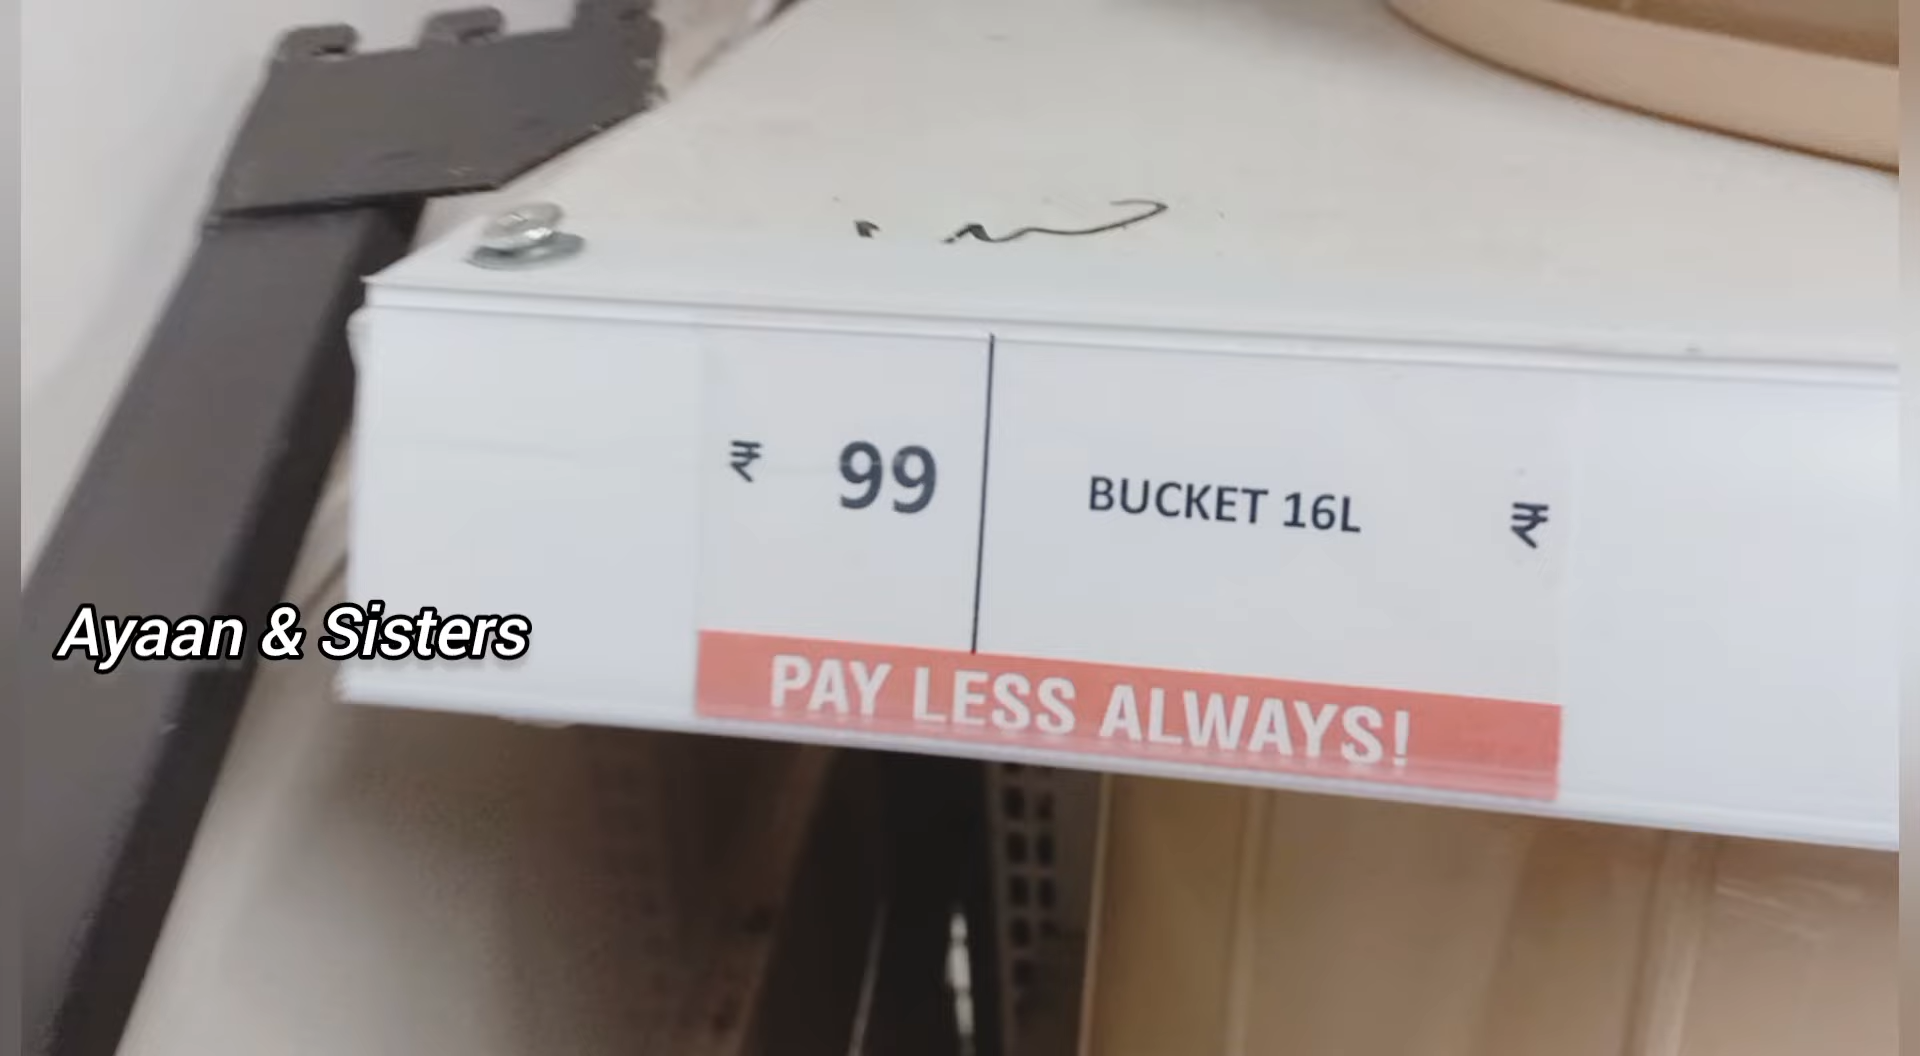 ₹ 99
BUCKET 16L ₹
PAY LESS ALWAYS!
Ayaan & Sisters